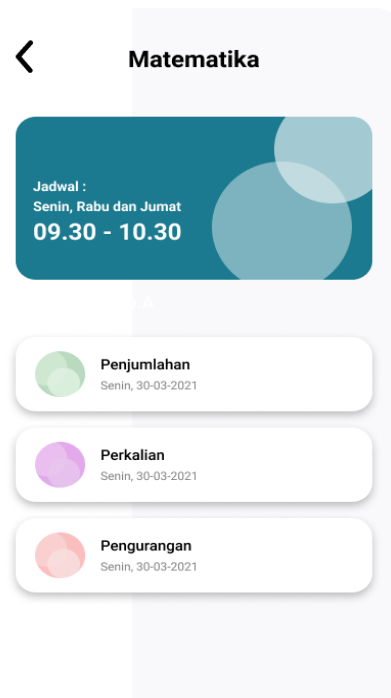 Matematika
Jadwal :
Senin, Rabu dan Jumat
09.30 - 10.30
Penjumlahan
Senin, 30-03-2021
Perkalian
Senin, 30-03-2021
Pengurangan
Senin, 30-03-2021